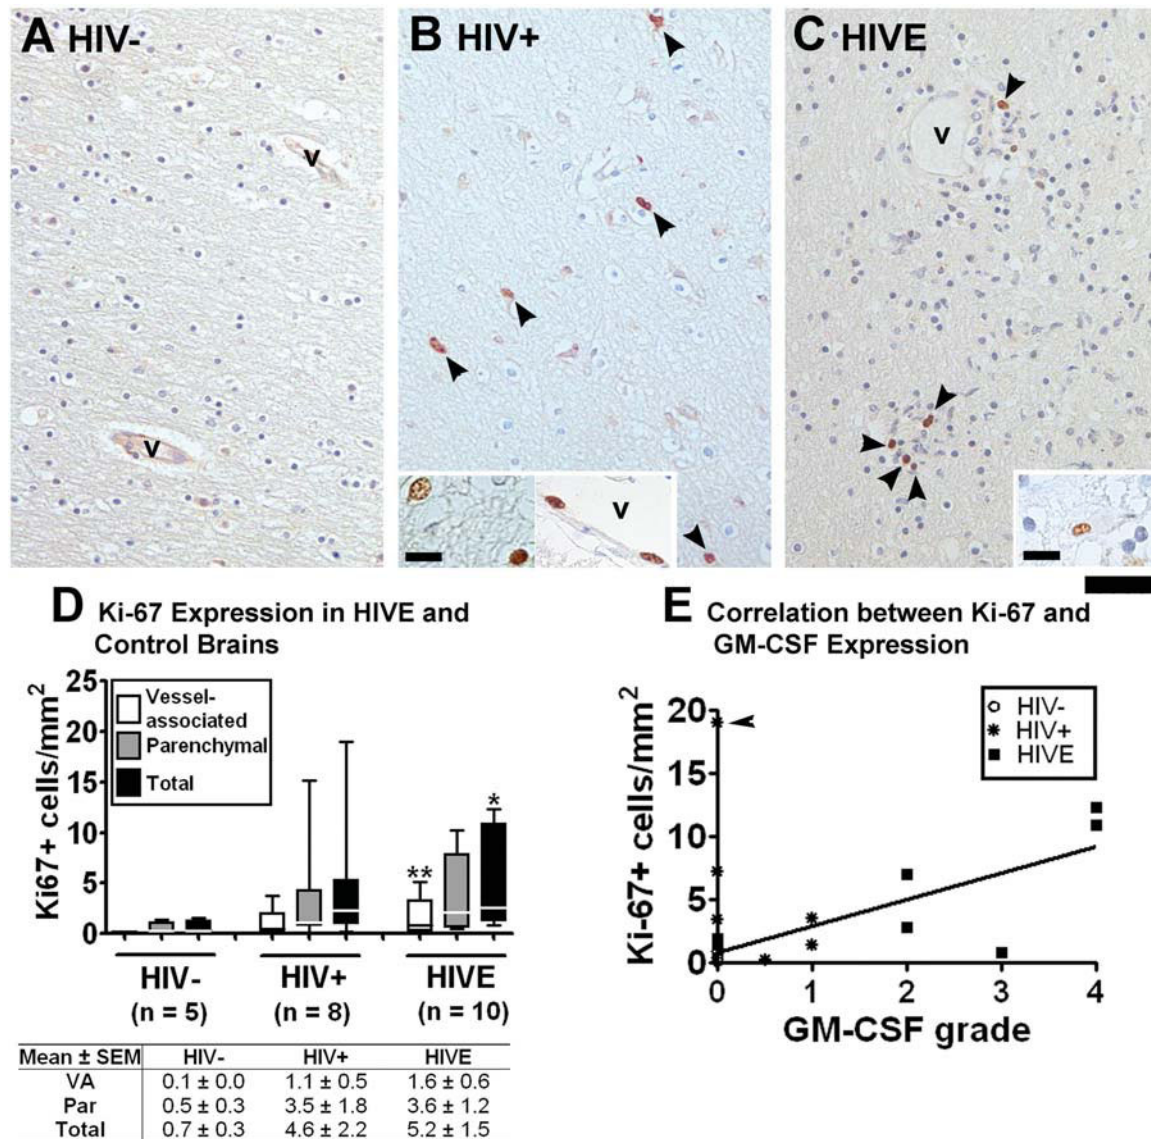 A HIV-
B HIV+
C HIVE
v
v
v
v
D Ki-67 Expression in HIVE and
Control Brains
Ki67+ cells/mm²
25
20
15
10
5
0
Vessel-
associated
Parenchymal
Total
**
*
HIV-
HIV+
HIVE
(n = 5)
(n = 8)
(n = 10)
Mean ± SEM HIV- HIV+ HIVE
VA 0.1 ± 0.0 1.1 ± 0.5 1.6 ± 0.6
Par 0.5 ± 0.3 3.5 ± 1.8 3.6 ± 1.2
Total 0.7 ± 0.3 4.6 ± 2.2 5.2 ± 1.5
E Correlation between Ki-67 and
GM-CSF Expression
Ki-67+ cells/mm²
20
15
10
5
0
HIV-
HIV+
HIVE
0 1 2 3 4
GM-CSF grade